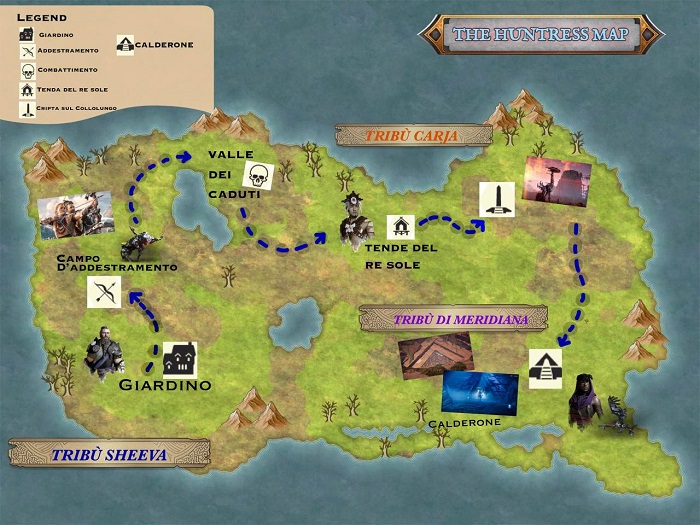 LEGEND
GIARDINO
ADDESTRAMENTO
CALDERONE
COMBATTIMENTO
TENDA DEL RE SOLE
CRIPTA SUL COLLOLUNGO
THE HUNTRESS MAP
TRIBÙ CARJA
VALLE
DEI
CADUTI
TENDE DEL
RE SOLE
CAMPO
D'ADDESTRAMENTO
TRIBÙ DI MERIDIANA
GIARDINO
CALDERONE
TRIBÙ SHEEVA